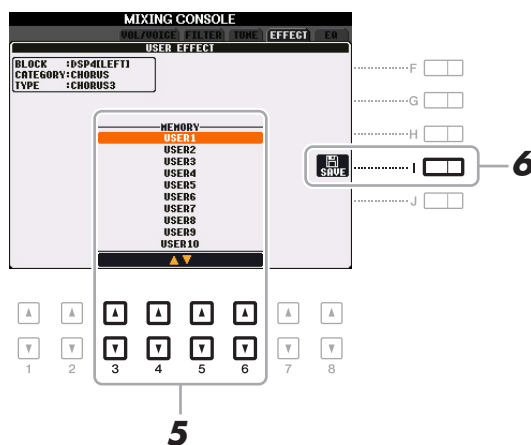 MIXING CONSOLE
VOL/VOICE FILTER TUNE EFFECT EQ
USER EFFECT
BLOCK :DSP4[LEFT]
CATEGORY:CHORUS
TYPE :CHORUS3
MEMORY
USER1
USER2
USER3
USER4
USER5
USER6
USER7
USER8
USER9
USER10
SAVE
F
G
H
I
J
6
1 2 3 4 5 6 7 8
5